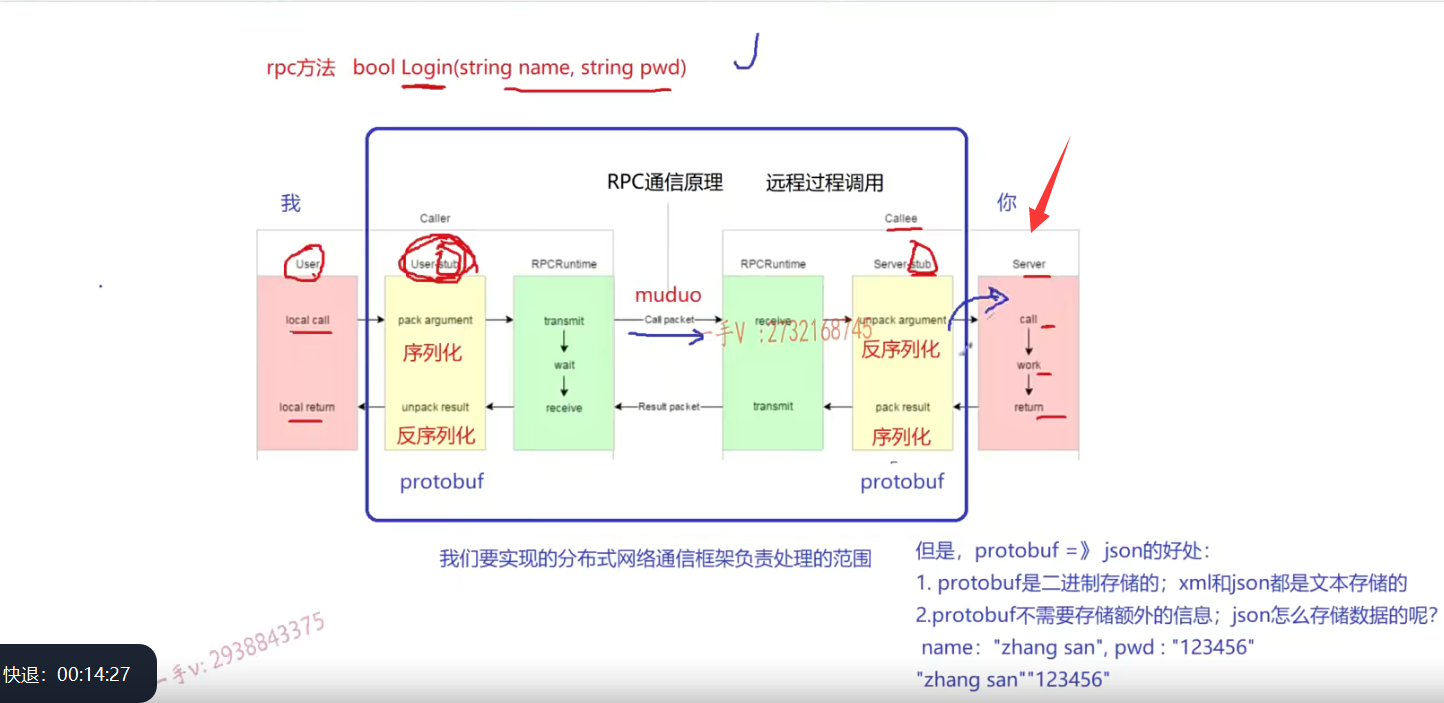 rpc方法 bool Login(string name, string pwd)
RPC通信原理 远程过程调用
我
你
Caller
Callee
User
User-stub
RPCRuntime
RPCRuntime
Server-stub
Server
muduo
local call
pack argument
transmit
Call packet
receive
unpack argument
call
一手V :2732168745
序列化
反序列化
wait
work
local return
unpack result
receive
Result packet
transmit
pack result
return
反序列化
序列化
protobuf
protobuf
我们要实现的分布式网络通信框架负责处理的范围
但是，protobuf =》 json的好处：
1. protobuf是二进制存储的；xml和json都是文本存储的
2.protobuf不需要存储额外的信息；json怎么存储数据的呢？
name："zhang san", pwd : "123456"
"zhang san""123456"
一手v: 2938843375
快退：00:14:27